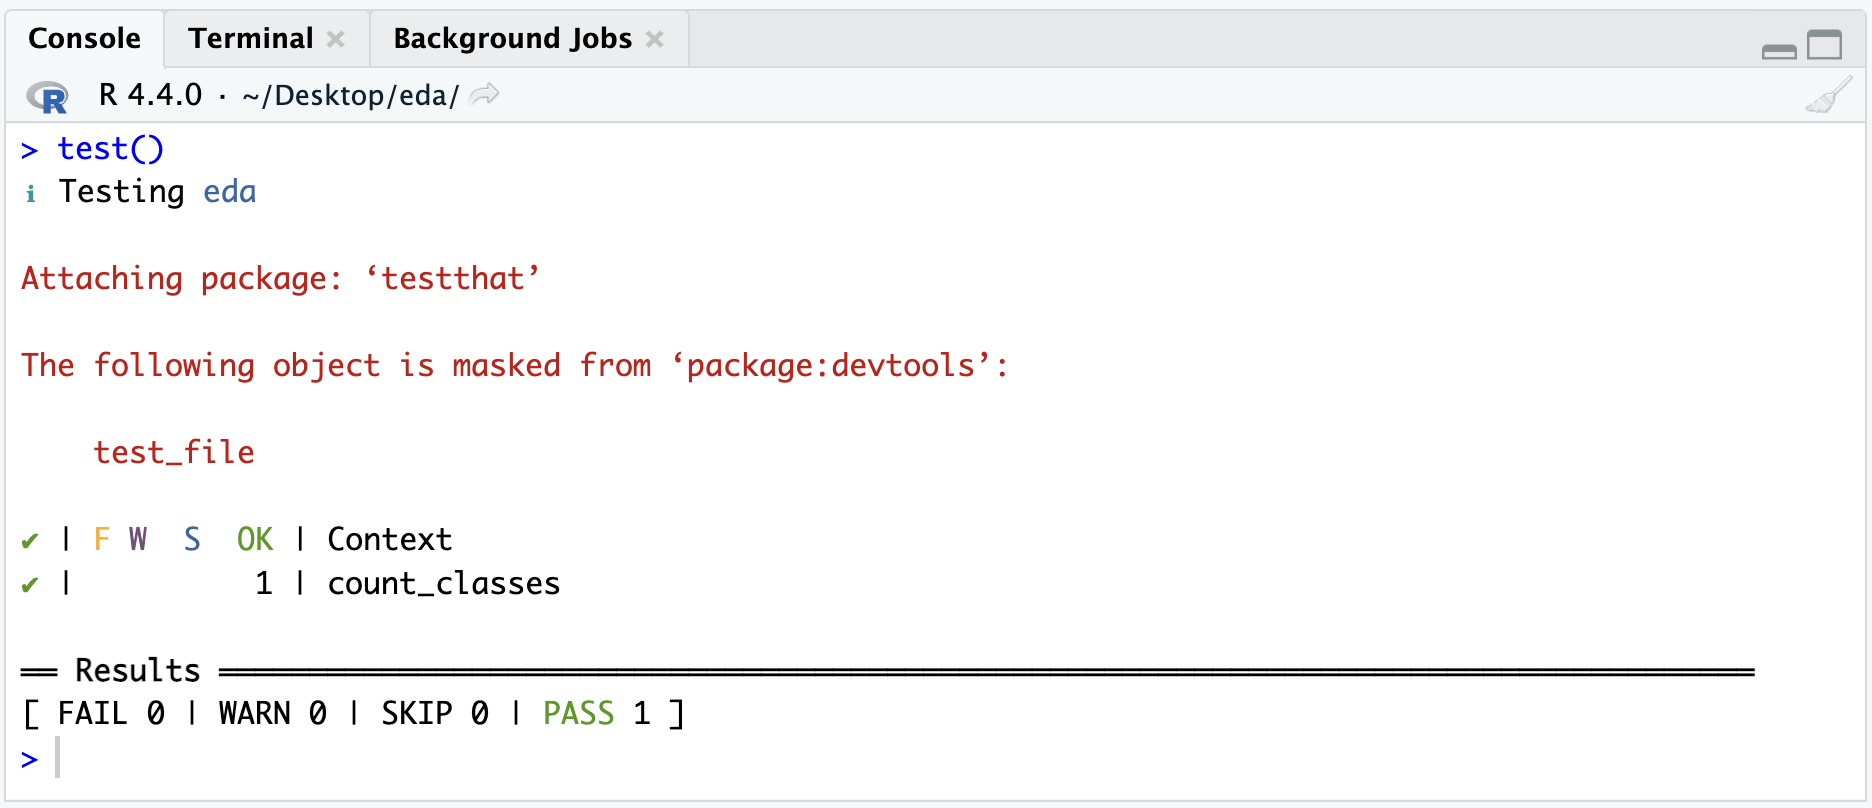 Console Terminal × Background Jobs ×
R R 4.4.0 · ~/Desktop/eda/
> test()
ℹ Testing eda
Attaching package: ‘testthat’
The following object is masked from ‘package:devtools’:
test_file
✔ | F W  S  OK | Context
✔ |          1 | count_classes
══ Results ═════════════════════════════════════════════════════════════════════════════════════
[ FAIL 0 | WARN 0 | SKIP 0 | PASS 1 ]
>